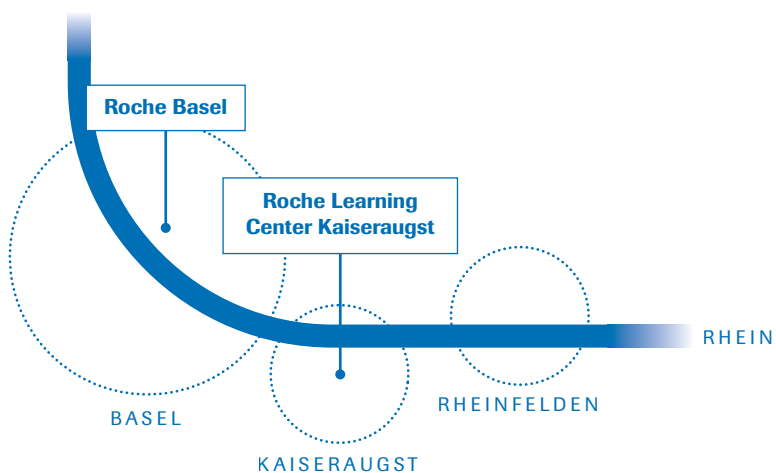 Roche Basel
Roche Learning
Center Kaiseraugst
RHEIN
RHEINFELDEN
BASEL
KAISERAUGST